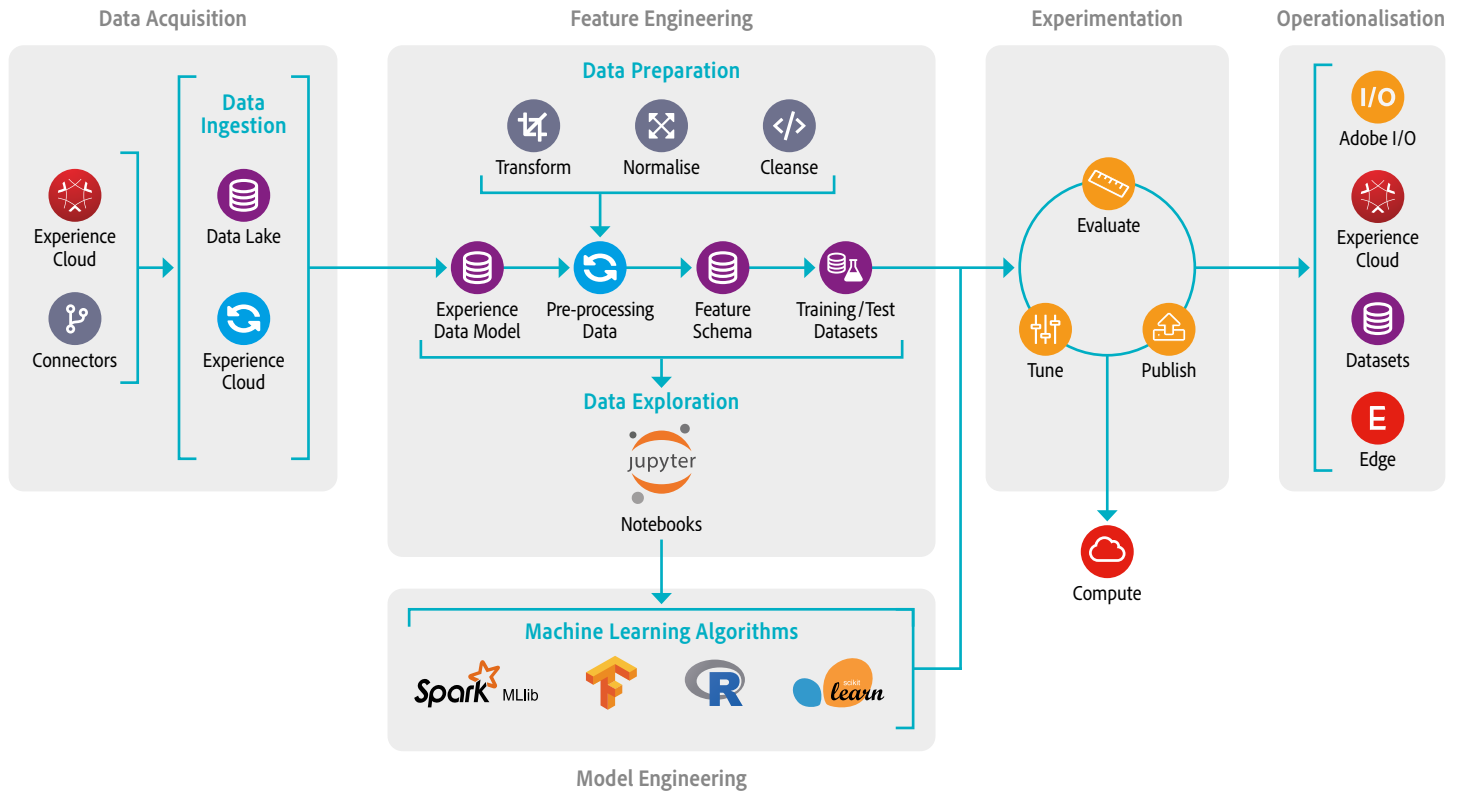 Data Acquisition
Feature Engineering
Experimentation
Operationalisation
Data
Ingestion
Experience
Cloud
Connectors
Data Lake
Experience
Cloud
Data Preparation
Transform
Normalise
Cleanse
Experience
Data Model
Pre-processing
Data
Feature
Schema
Training/Test
Datasets
Data Exploration
jupyter
Notebooks
Machine Learning Algorithms
Spark MLlib
R
scikit
learn
Model Engineering
Evaluate
Tune
Publish
Compute
I/O
Adobe I/O
Experience
Cloud
Datasets
E
Edge